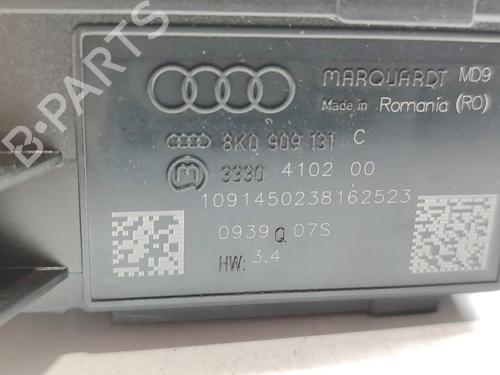 MARQUARDT MD9
Made in Romania (RO)
8K0 909 131 C
M 3330 4102 00
1091450238162523
0939 Q 07S
HW: 3.4
B-PARTS